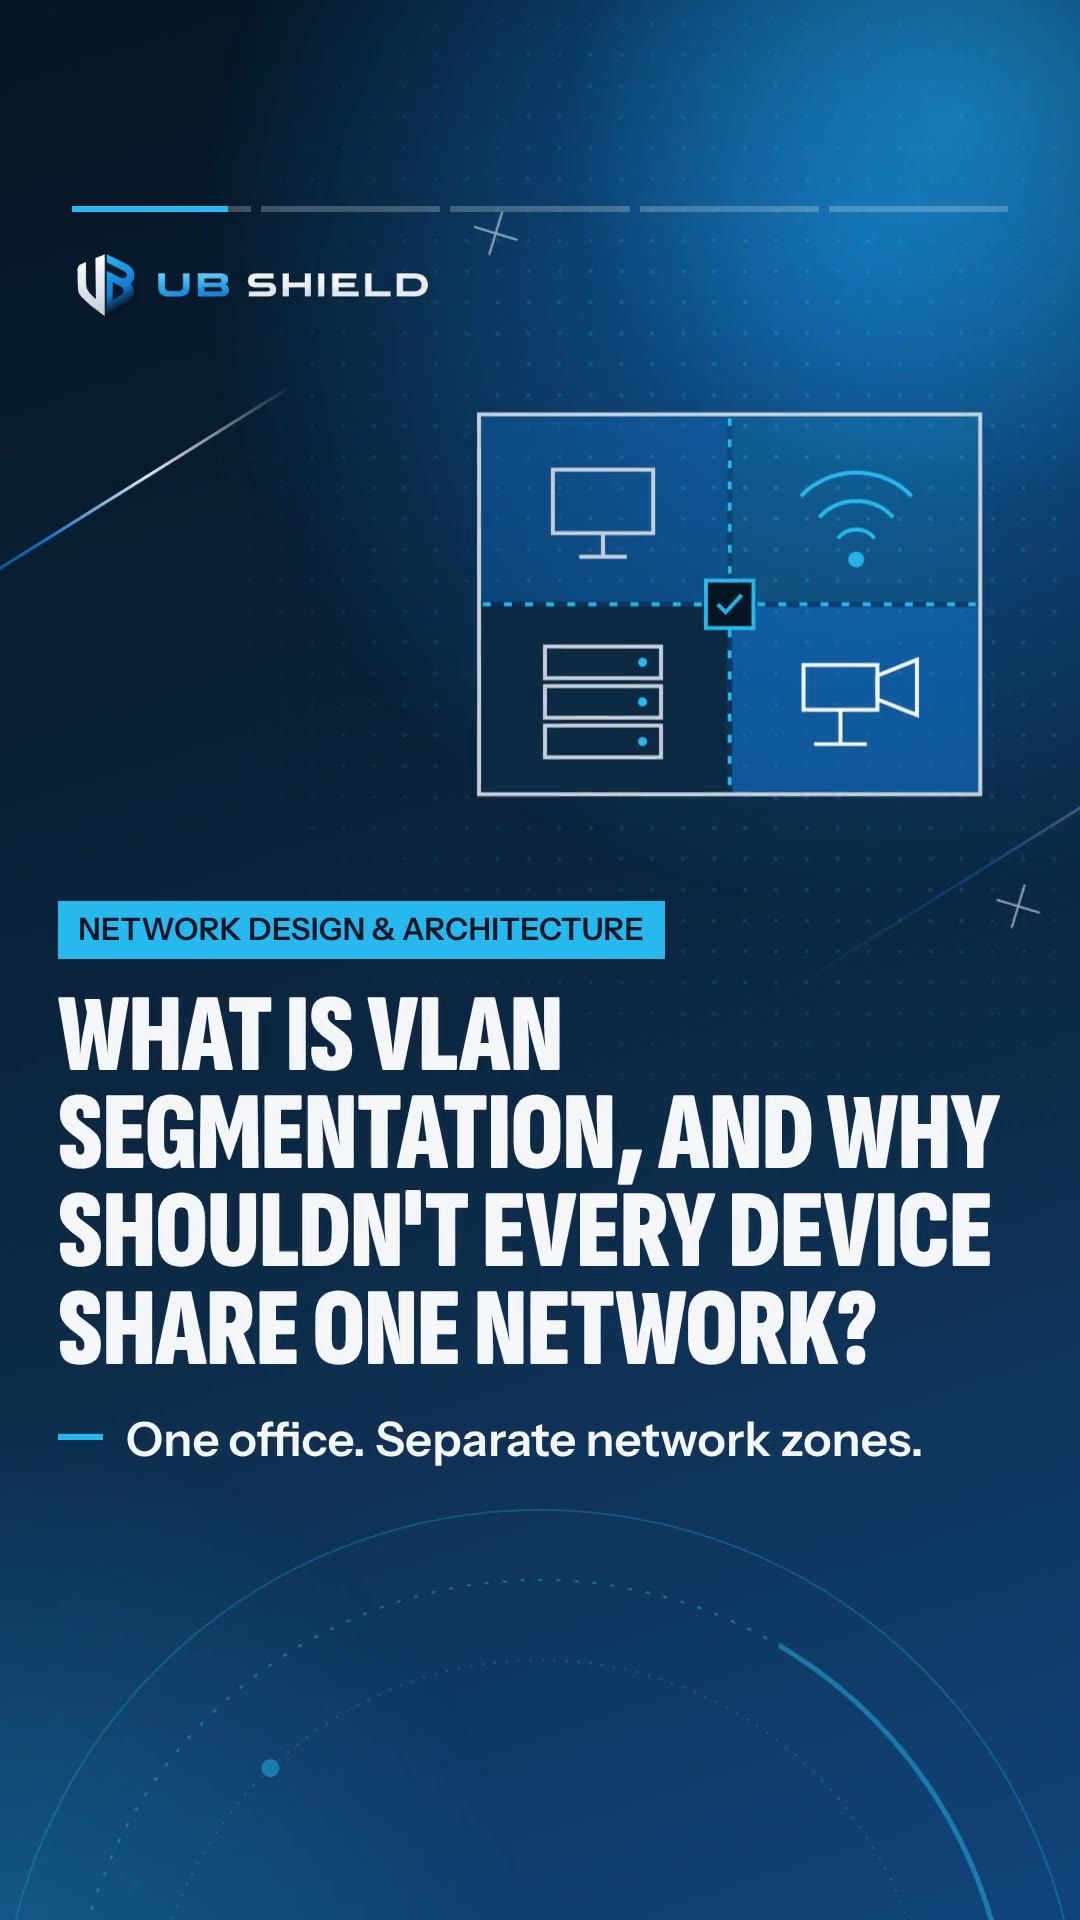 UB SHIELD
NETWORK DESIGN & ARCHITECTURE
WHAT IS VLAN
SEGMENTATION, AND WHY
SHOULDN'T EVERY DEVICE
SHARE ONE NETWORK?
One office. Separate network zones.